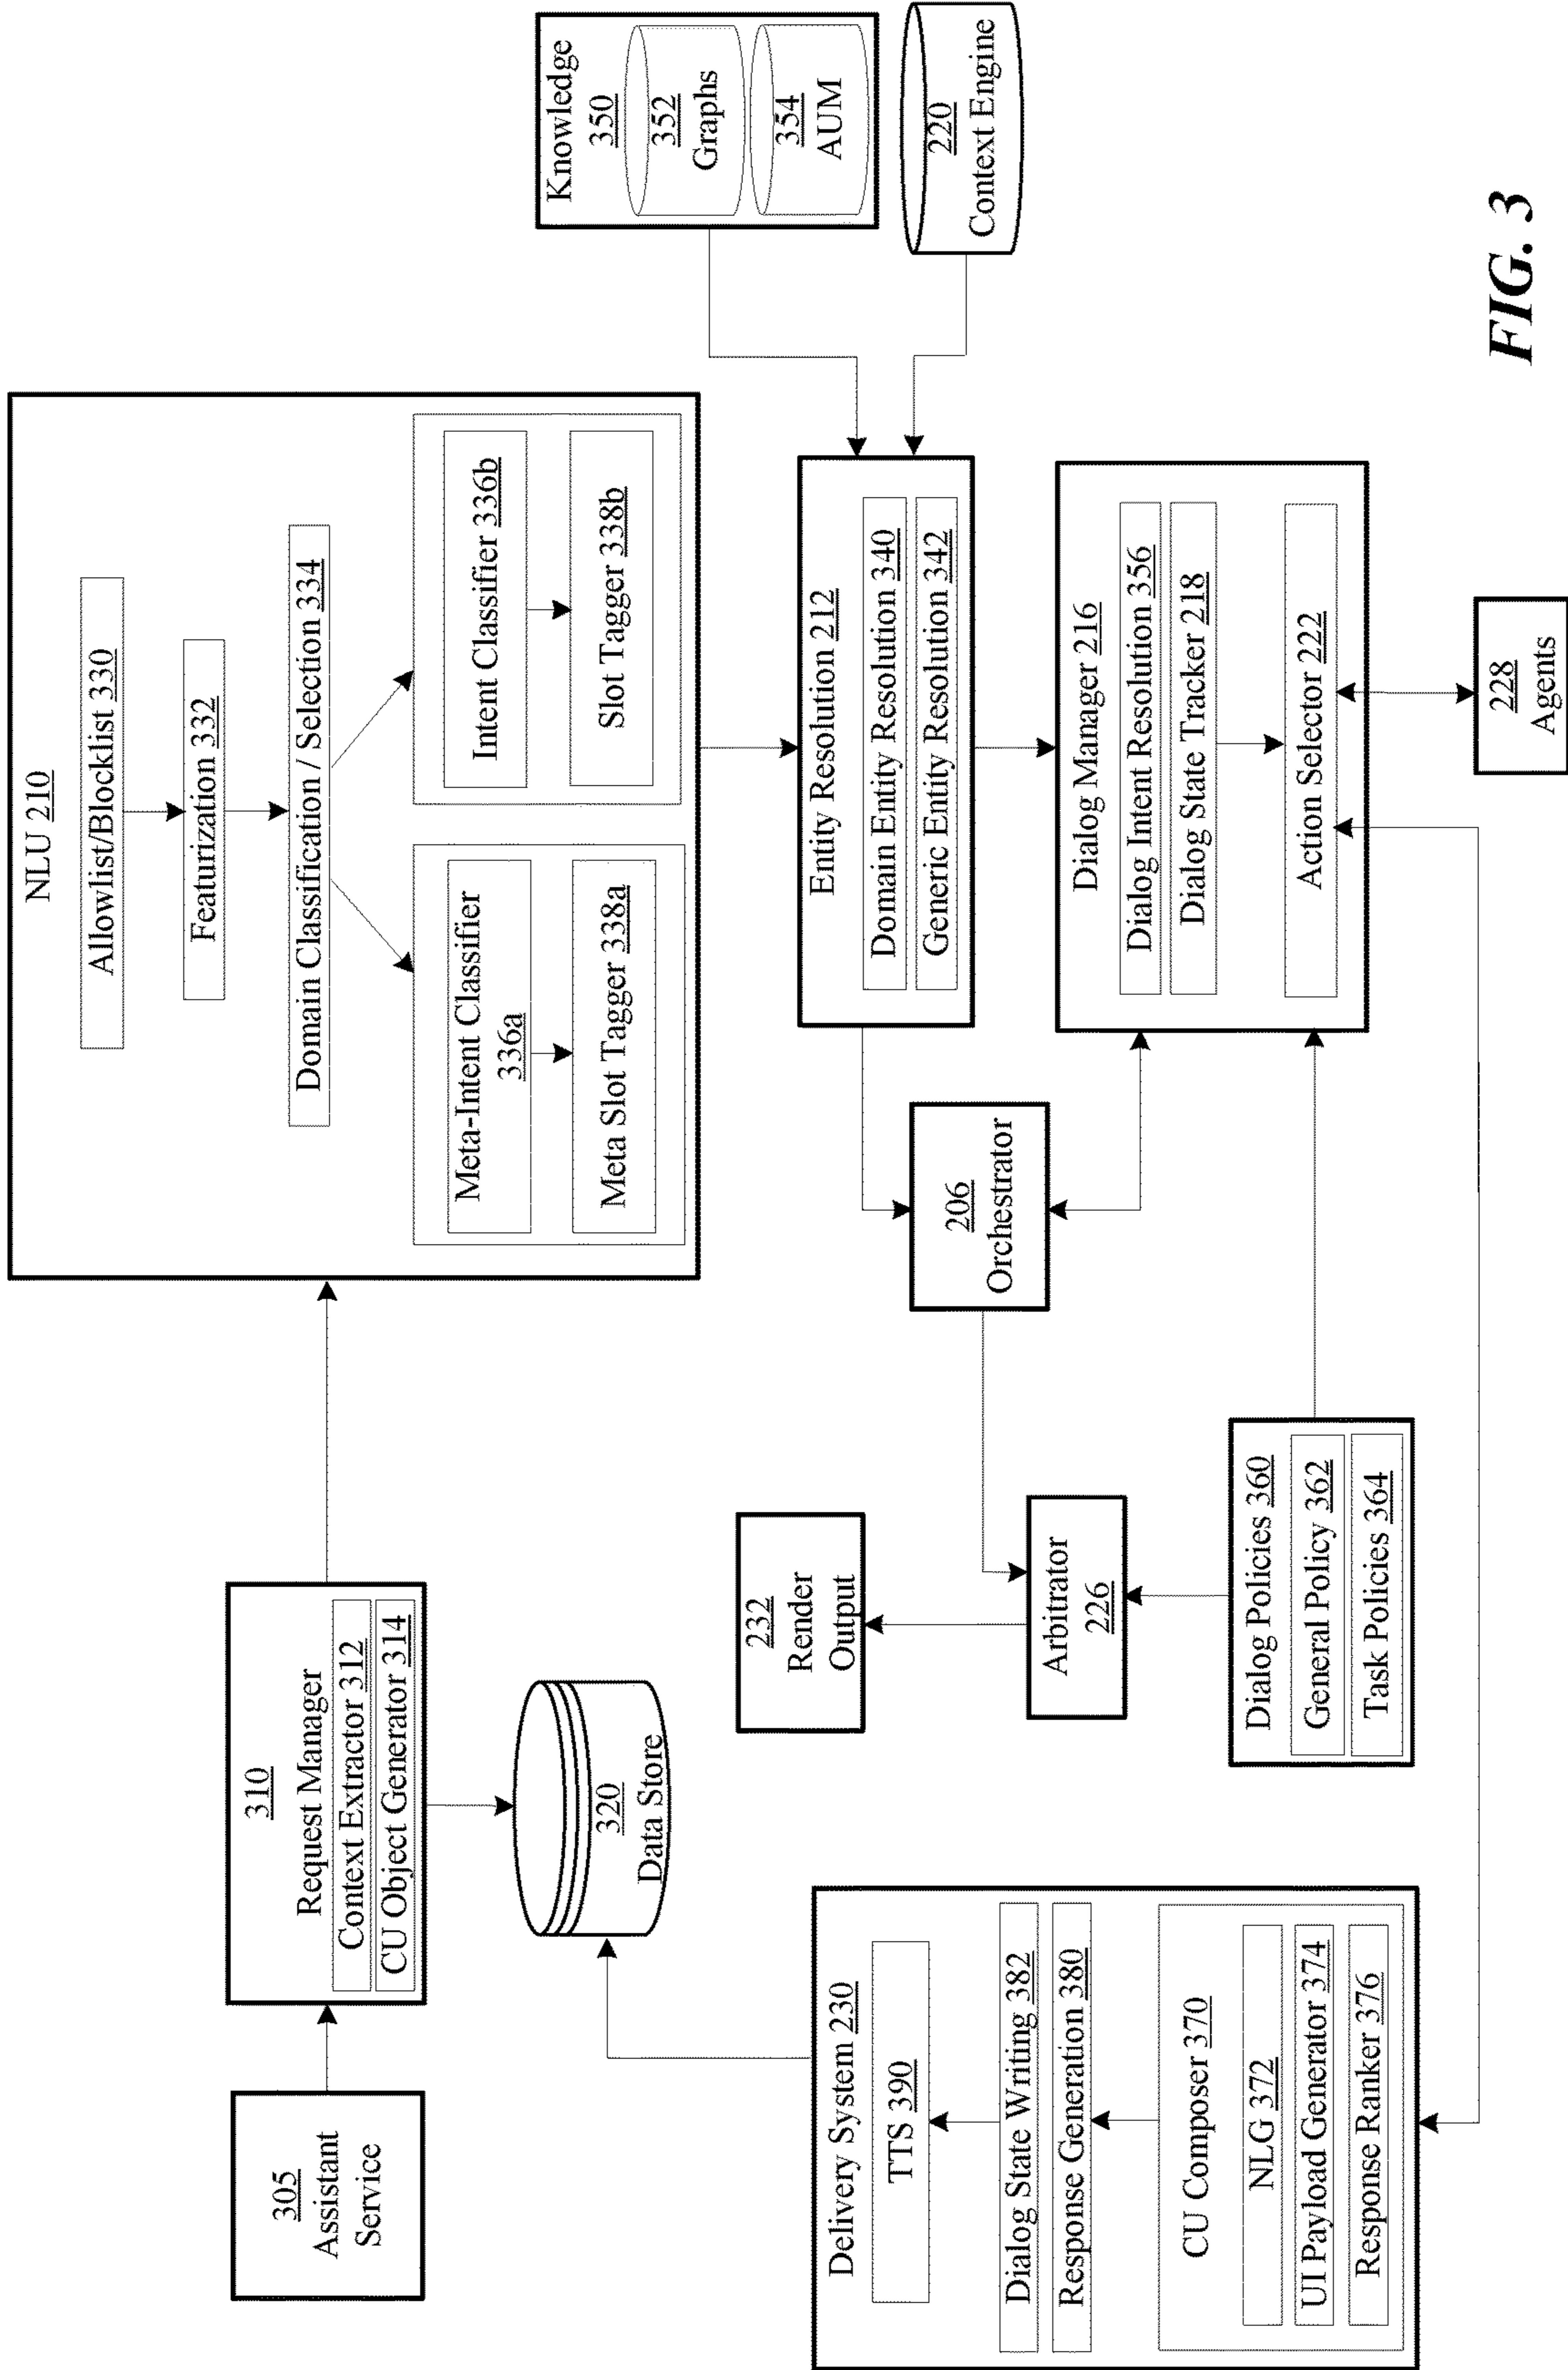 305
Assistant
Service
310
Request Manager
Context Extractor 312
CU Object Generator 314
320
Data Store
NLU 210
Allowlist/Blocklist 330
Featurization 332
Domain Classification / Selection 334
Meta-Intent Classifier
336a
Meta Slot Tagger 338a
Intent Classifier 336b
Slot Tagger 338b
Knowledge
350
352
Graphs
354
AUM
220
Context Engine
Entity Resolution 212
Domain Entity Resolution 340
Generic Entity Resolution 342
206
Orchestrator
232
Render
Output
Arbitrator
226
Dialog Manager 216
Dialog Intent Resolution 356
Dialog State Tracker 218
Action Selector 222
Dialog Policies 360
General Policy 362
Task Policies 364
Delivery System 230
TTS 390
Dialog State Writing 382
Response Generation 380
CU Composer 370
NLG 372
UI Payload Generator 374
Response Ranker 376
228
Agents
FIG. 3